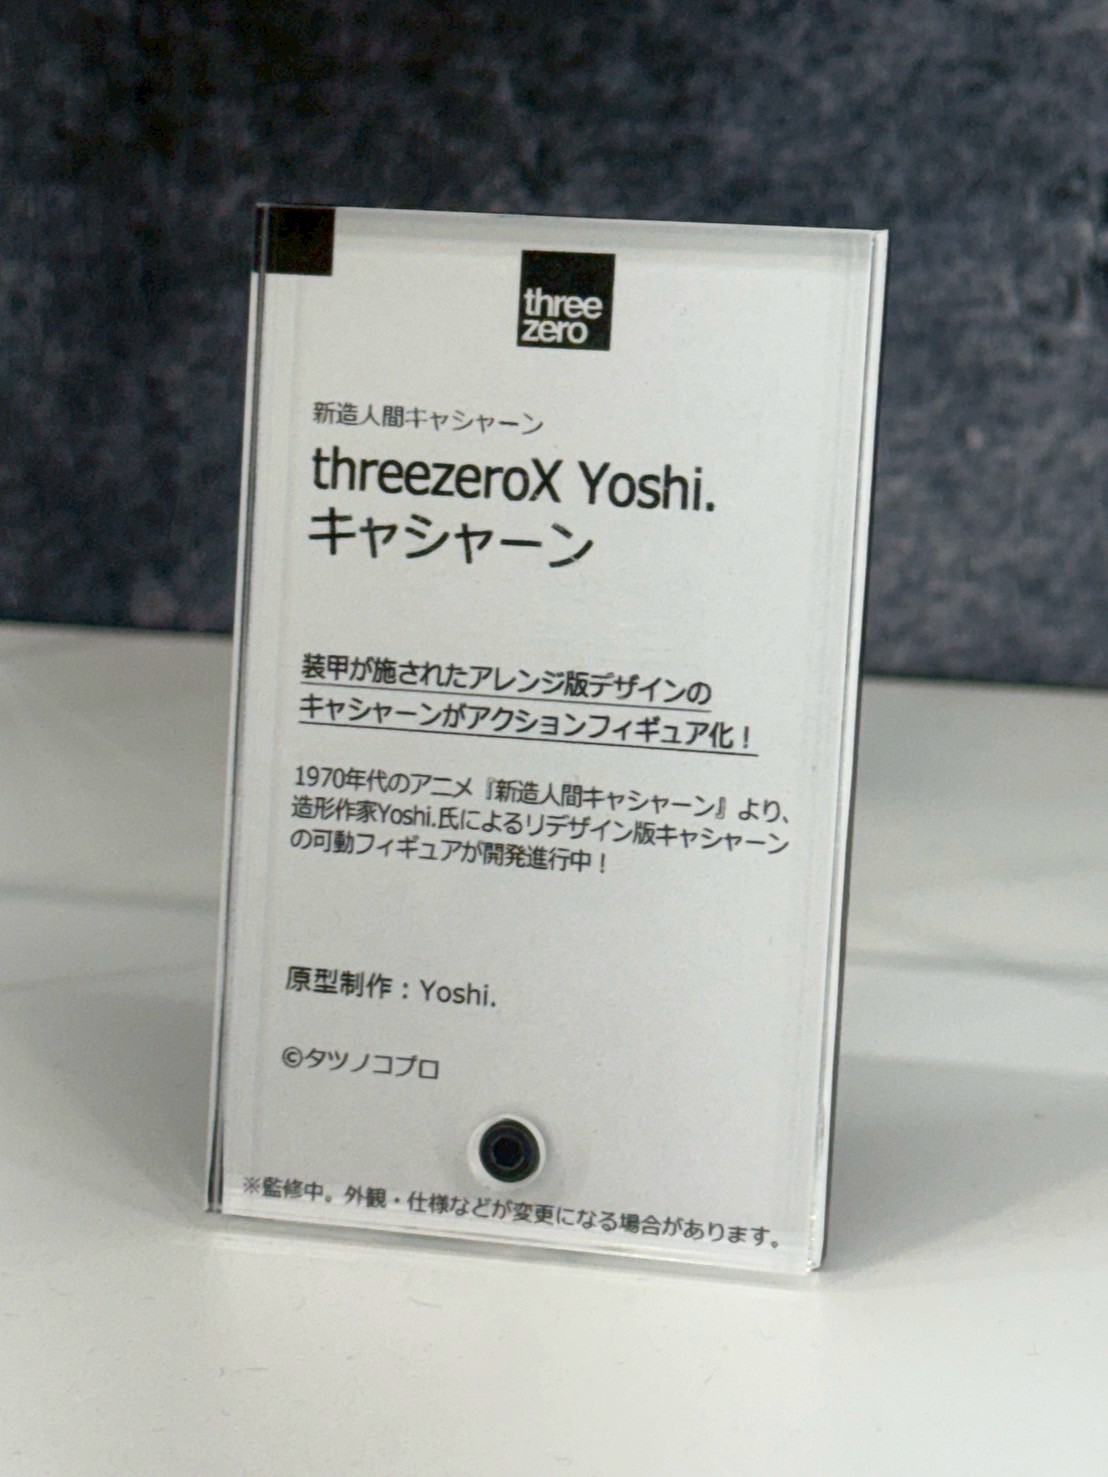 three
zero
新造人間キャシャーン
threezeroX Yoshi.
キャシャーン
装甲が施されたアレンジ版デザインの
キャシャーンがアクションフィギュア化！
1970年代のアニメ『新造人間キャシャーン』より、
造形作家Yoshi.氏によるリデザイン版キャシャーン
の可動フィギュアが開発進行中！
原型制作：Yoshi.
©タツノコプロ
※監修中。外観・仕様などが変更になる場合があります。